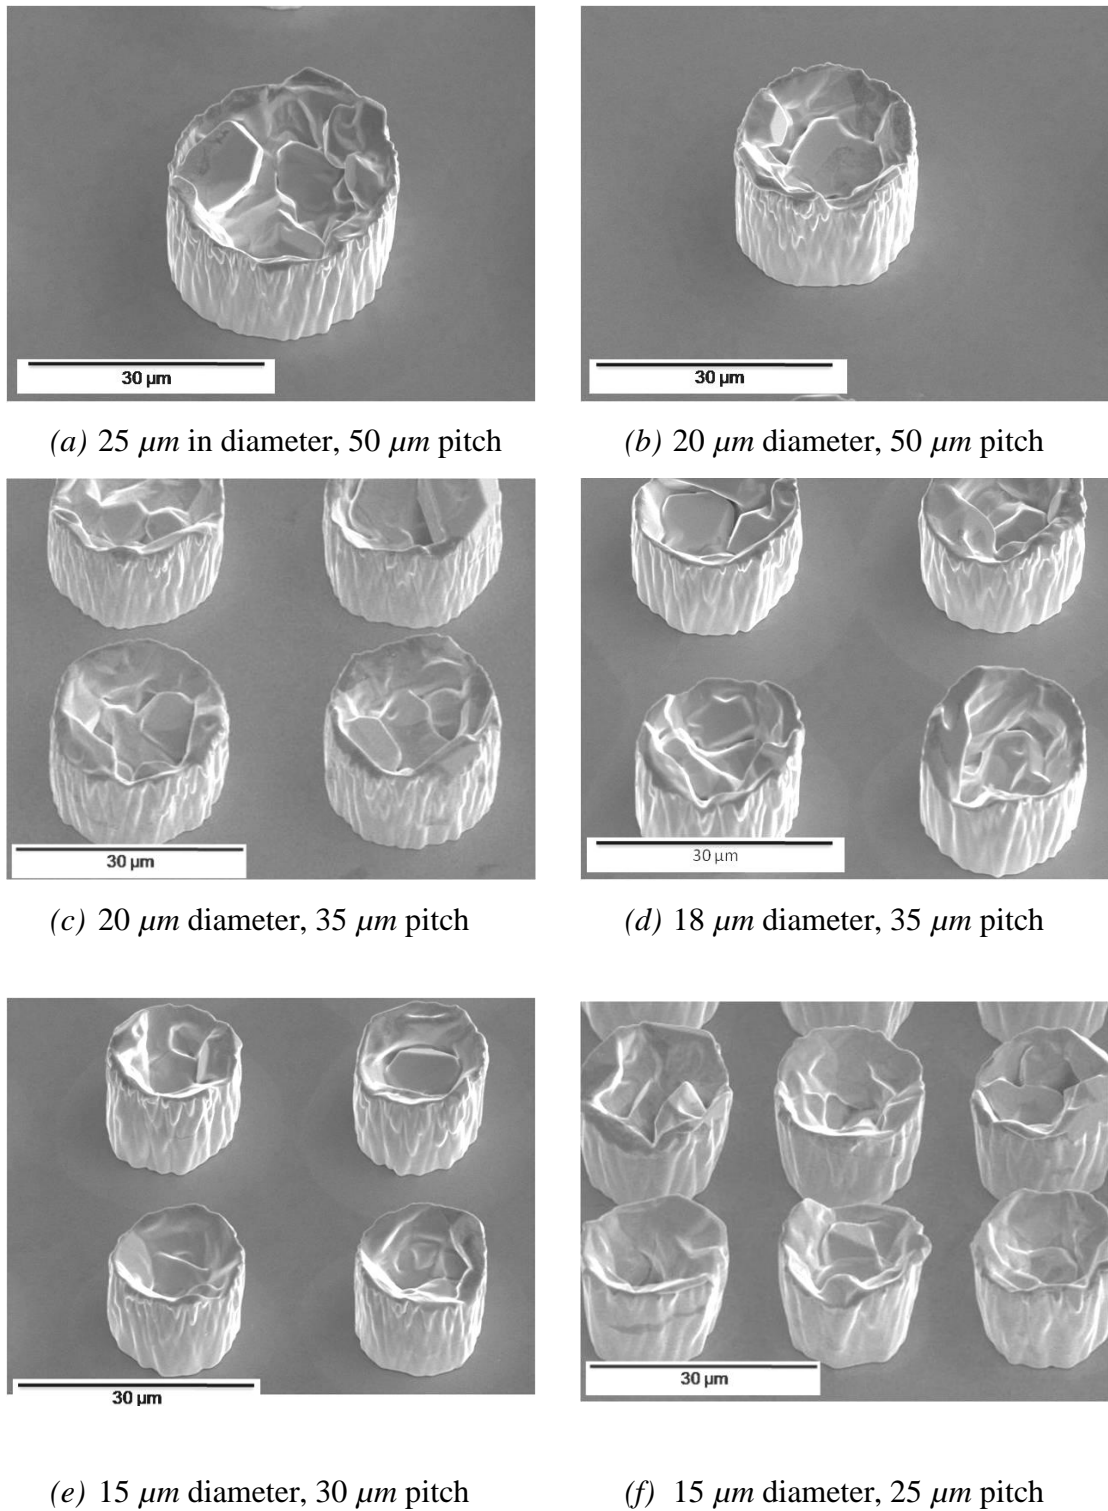 30 µm
30 µm
(a) 25 µm in diameter, 50 µm pitch
(b) 20 µm diameter, 50 µm pitch
30 µm
30 µm
(c) 20 µm diameter, 35 µm pitch
(d) 18 µm diameter, 35 µm pitch
30 µm
30 µm
(e) 15 µm diameter, 30 µm pitch
(f) 15 µm diameter, 25 µm pitch